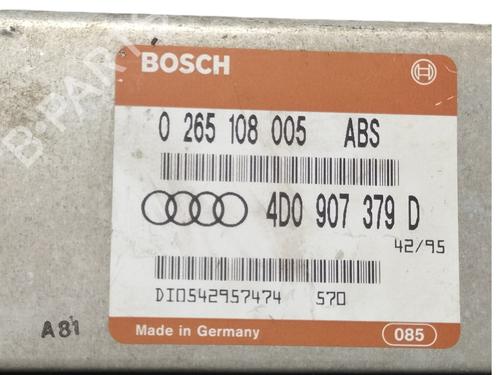 BOSCH
0 265 108 005 ABS
4D0 907 379 D
42/95
DI0542957474 570
A81
Made in Germany 085
B-PARTS